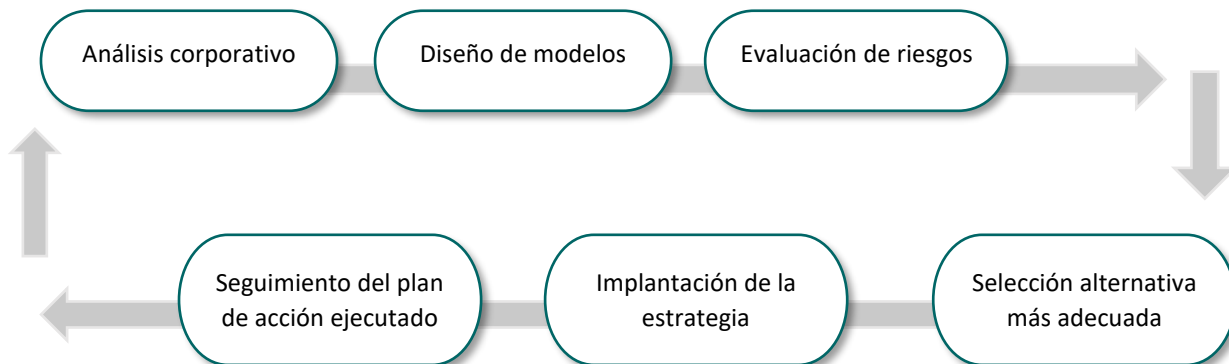 Análisis corporativo
Diseño de modelos
Evaluación de riesgos
Seguimiento del plan
de acción ejecutado
Implantación de la
estrategia
Selección alternativa
más adecuada